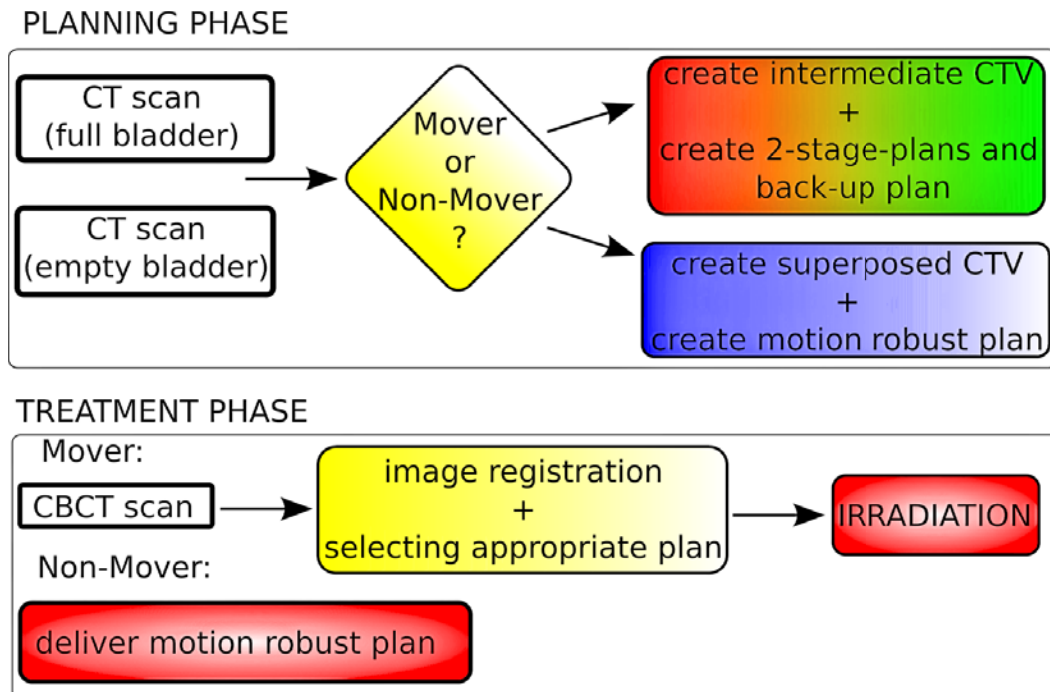 PLANNING PHASE
CT scan
(full bladder)
CT scan
(empty bladder)
Mover
or
Non-Mover
?
create intermediate CTV
+
create 2-stage-plans and
back-up plan
create superposed CTV
+
create motion robust plan
TREATMENT PHASE
Mover:
CBCT scan
image registration
+
selecting appropriate plan
IRRADIATION
Non-Mover:
deliver motion robust plan